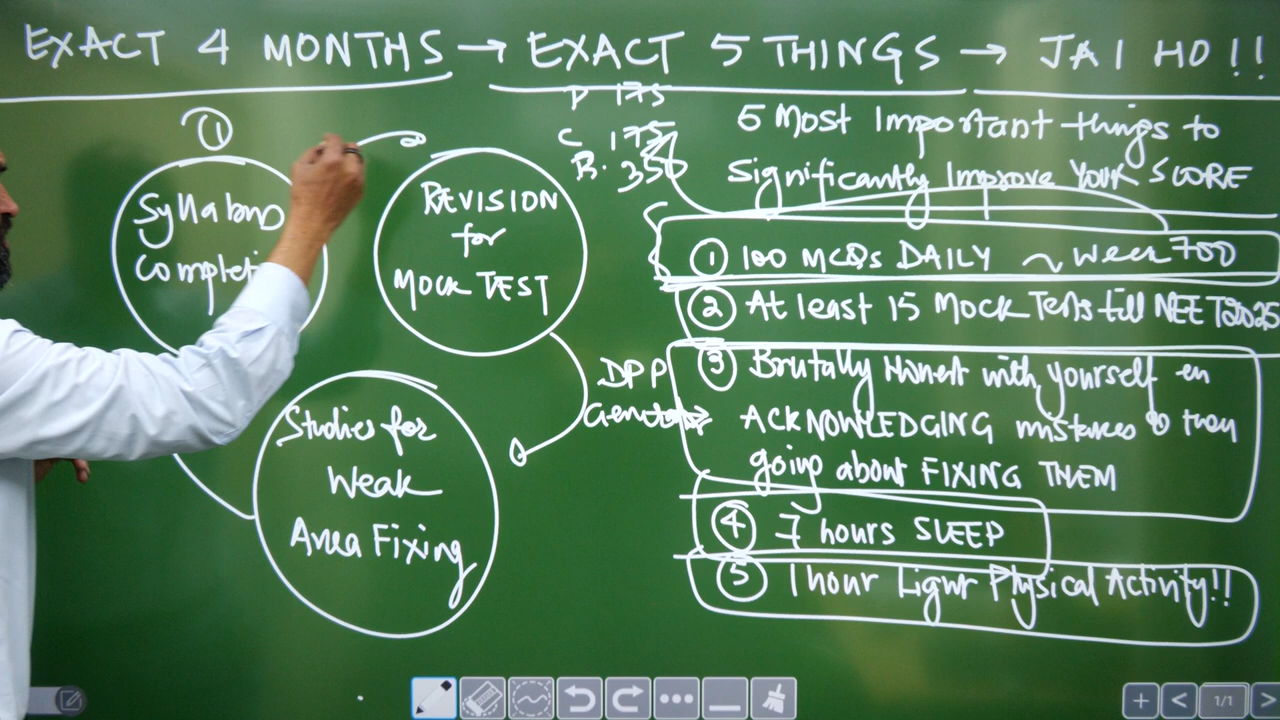 EXACT 4 MONTHS → EXACT 5 THINGS → JAI HO!!
P 175
C 175
B. 350
5 Most Important things to
Significantly Improve Your SCORE
①
Syllabus
Completi
REVISION
for
MOCK TEST
Studies for
Weak
Area Fixing
DPP
① 100 MCQs DAILY ~ Week 700
② At least 15 Mock Tests till NEET 2025
③ Brutally Honest with yourself in
ACKNOWLEDGING mistakes & then
going about FIXING THEM
④ 7 hours SLEEP
⑤ 1 hour Light Physical Activity!!
1/1